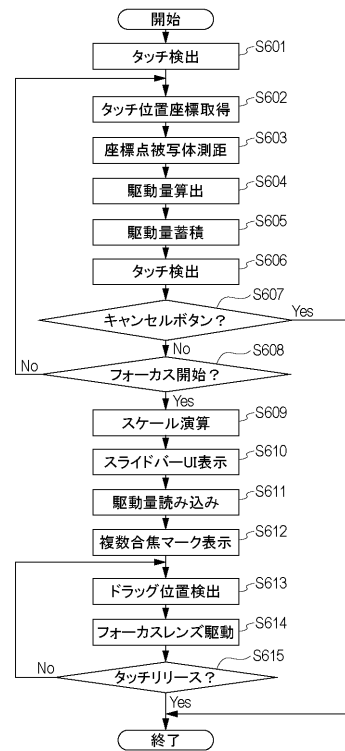 開始
タッチ検出 S601
タッチ位置座標取得 S602
座標点被写体測距 S603
駆動量算出 S604
駆動量蓄積 S605
タッチ検出 S606
キャンセルボタン? S607
Yes
No
フォーカス開始? S608
No
Yes
スケール演算 S609
スライドバーUI表示 S610
駆動量読み込み S611
複数合焦マーク表示 S612
ドラッグ位置検出 S613
フォーカスレンズ駆動 S614
タッチリリース? S615
No
Yes
終了